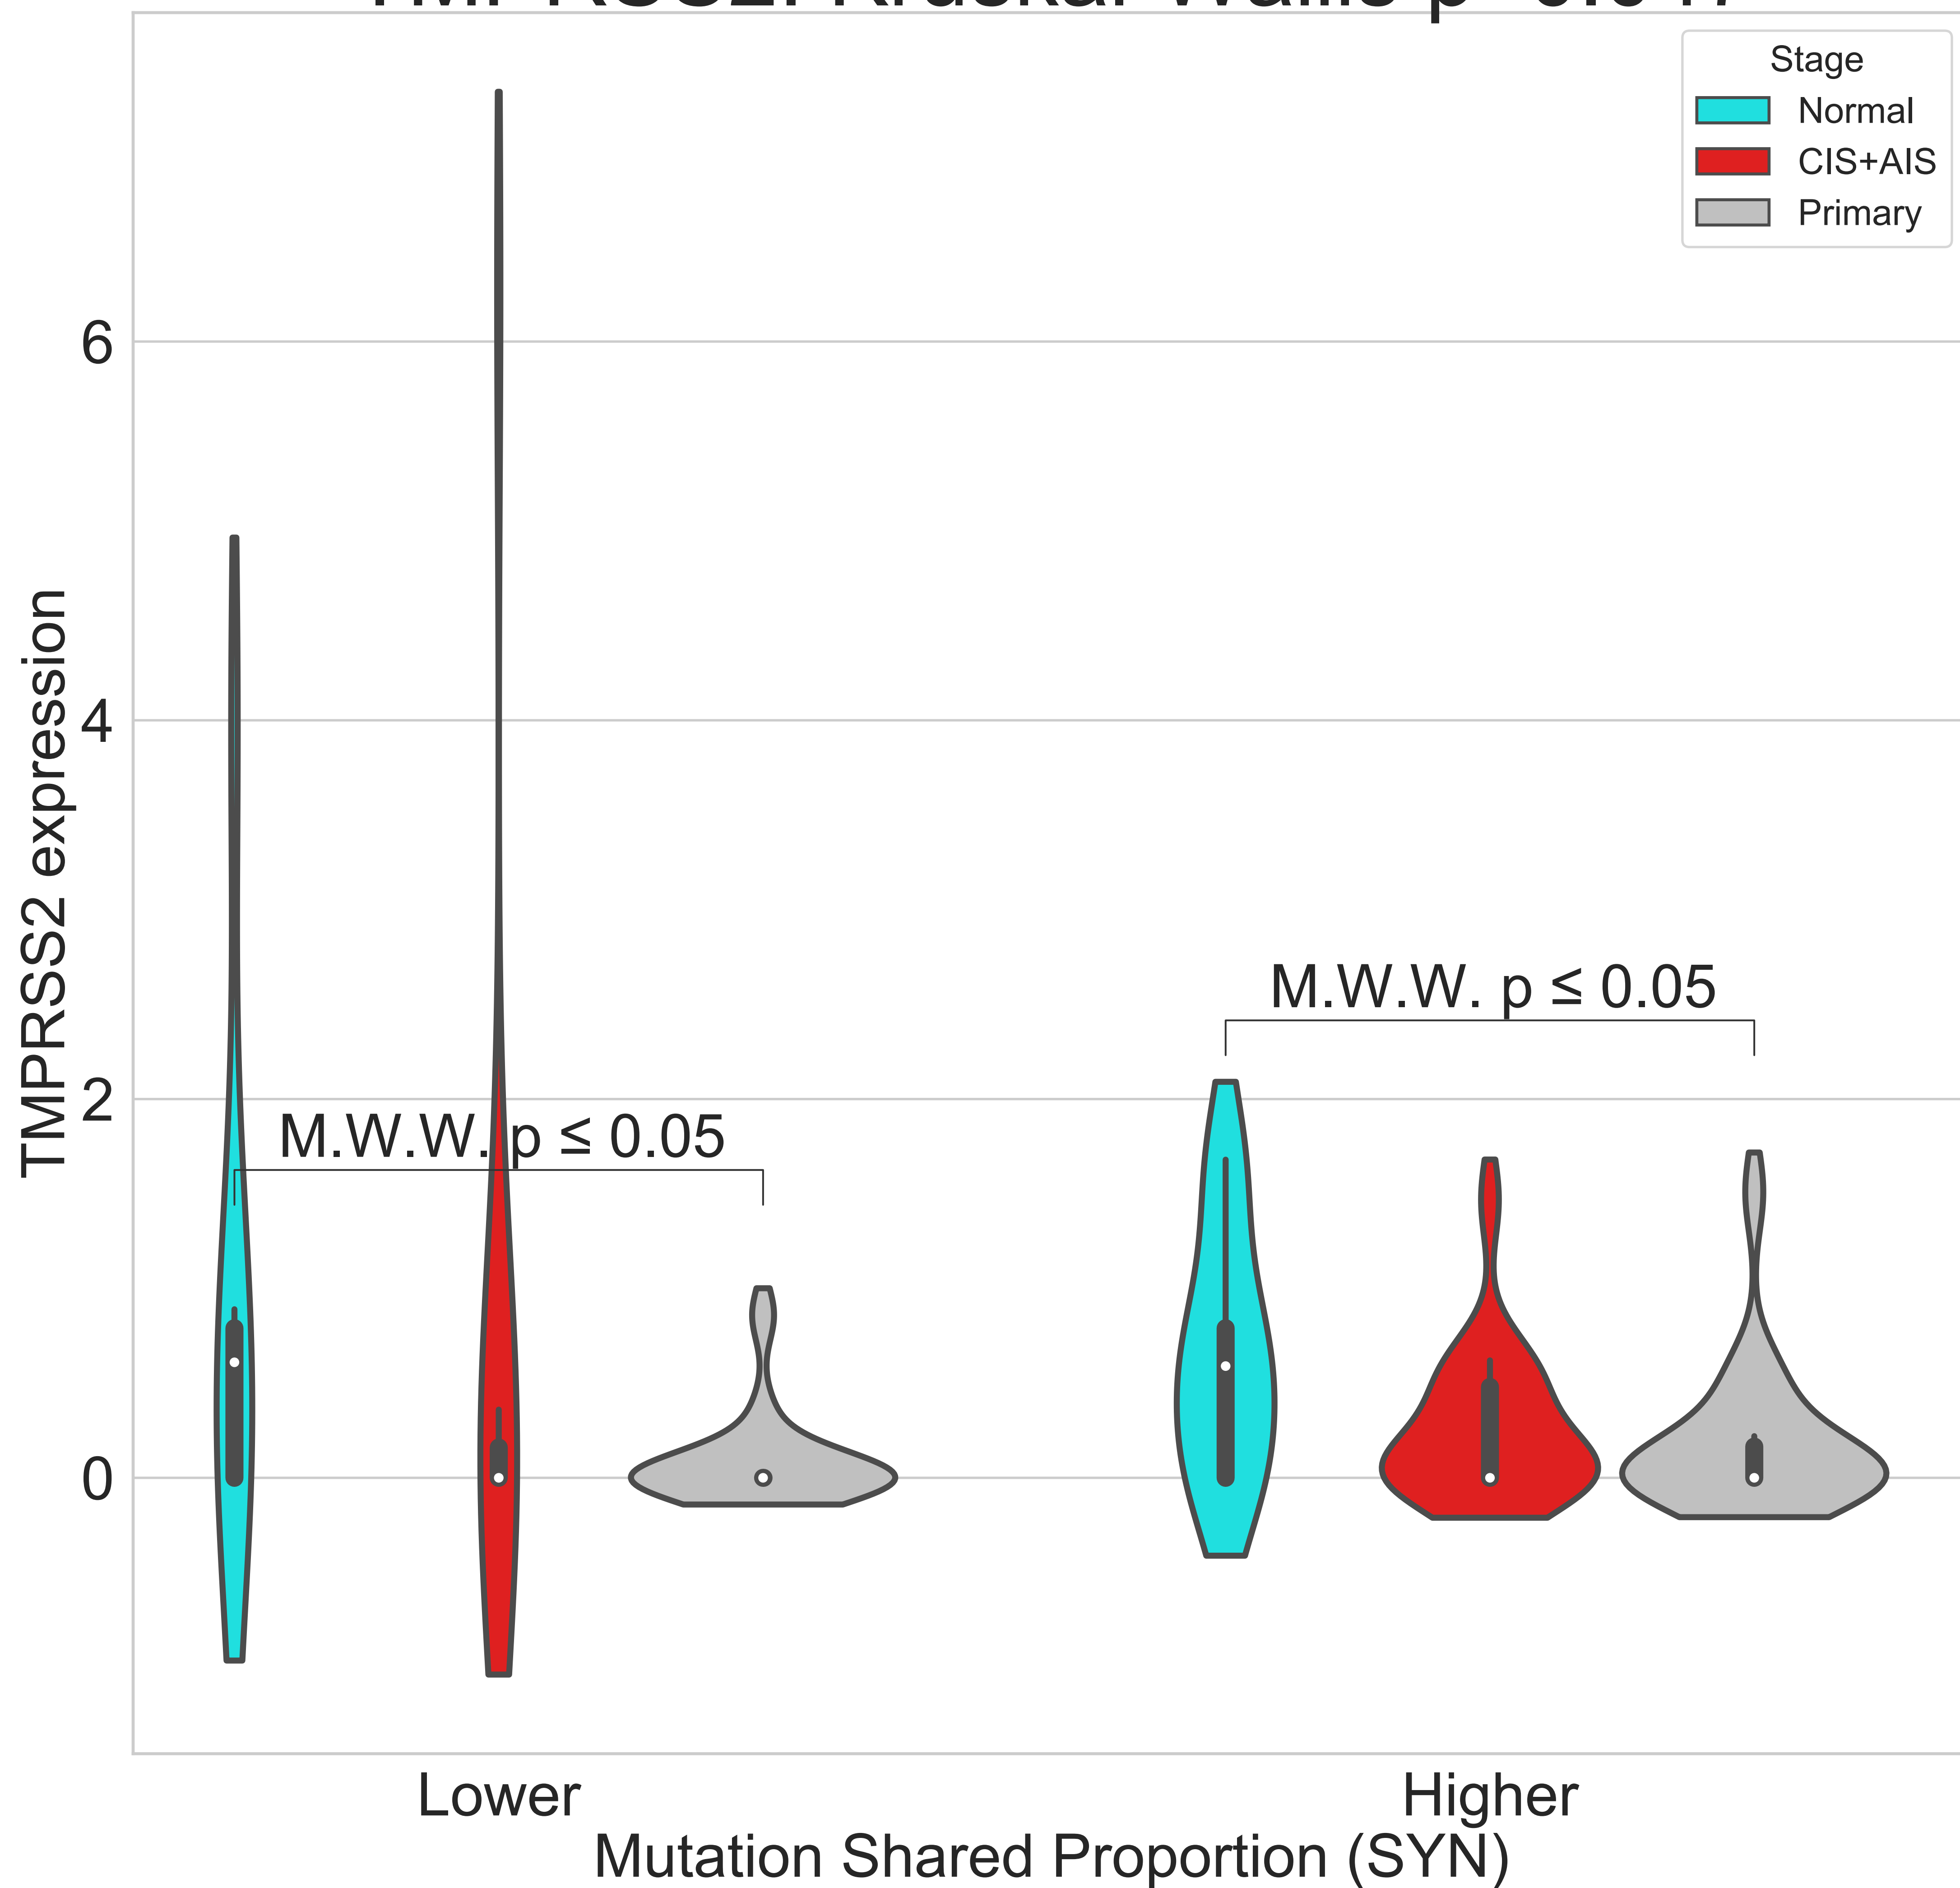 Stage
Normal
CIS+AIS
Primary
TMPRSS2 expression
6
4
2
0
M.W.W. p ≤ 0.05
M.W.W. p ≤ 0.05
Lower
Higher
Mutation Shared Proportion (SYN)